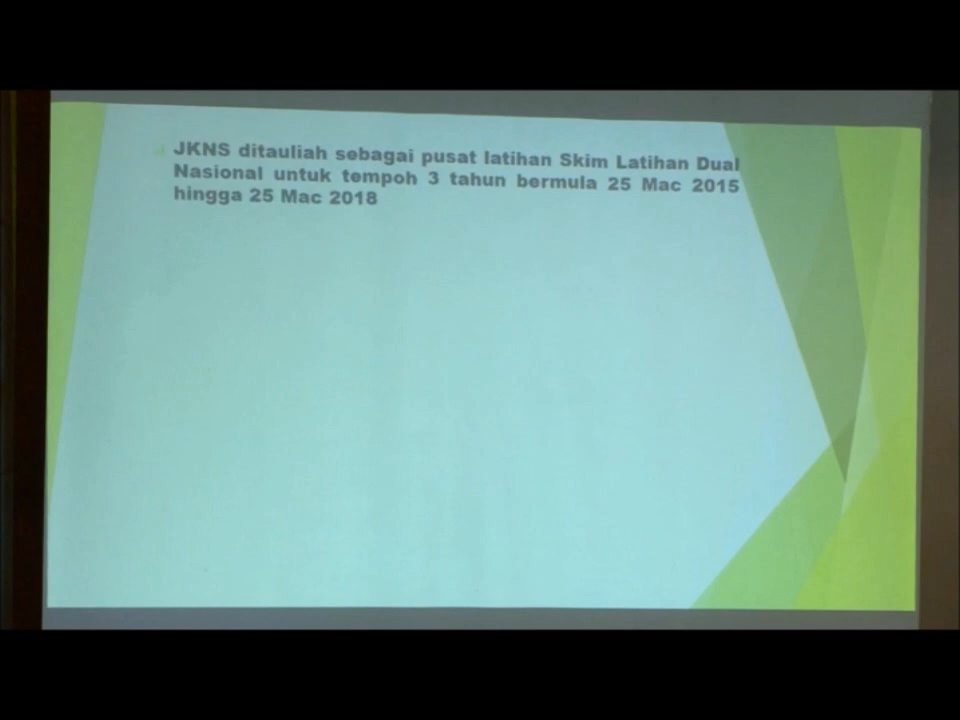 JKNS ditauliah sebagai pusat latihan Skim Latihan Dual
Nasional untuk tempoh 3 tahun bermula 25 Mac 2015
hingga 25 Mac 2018